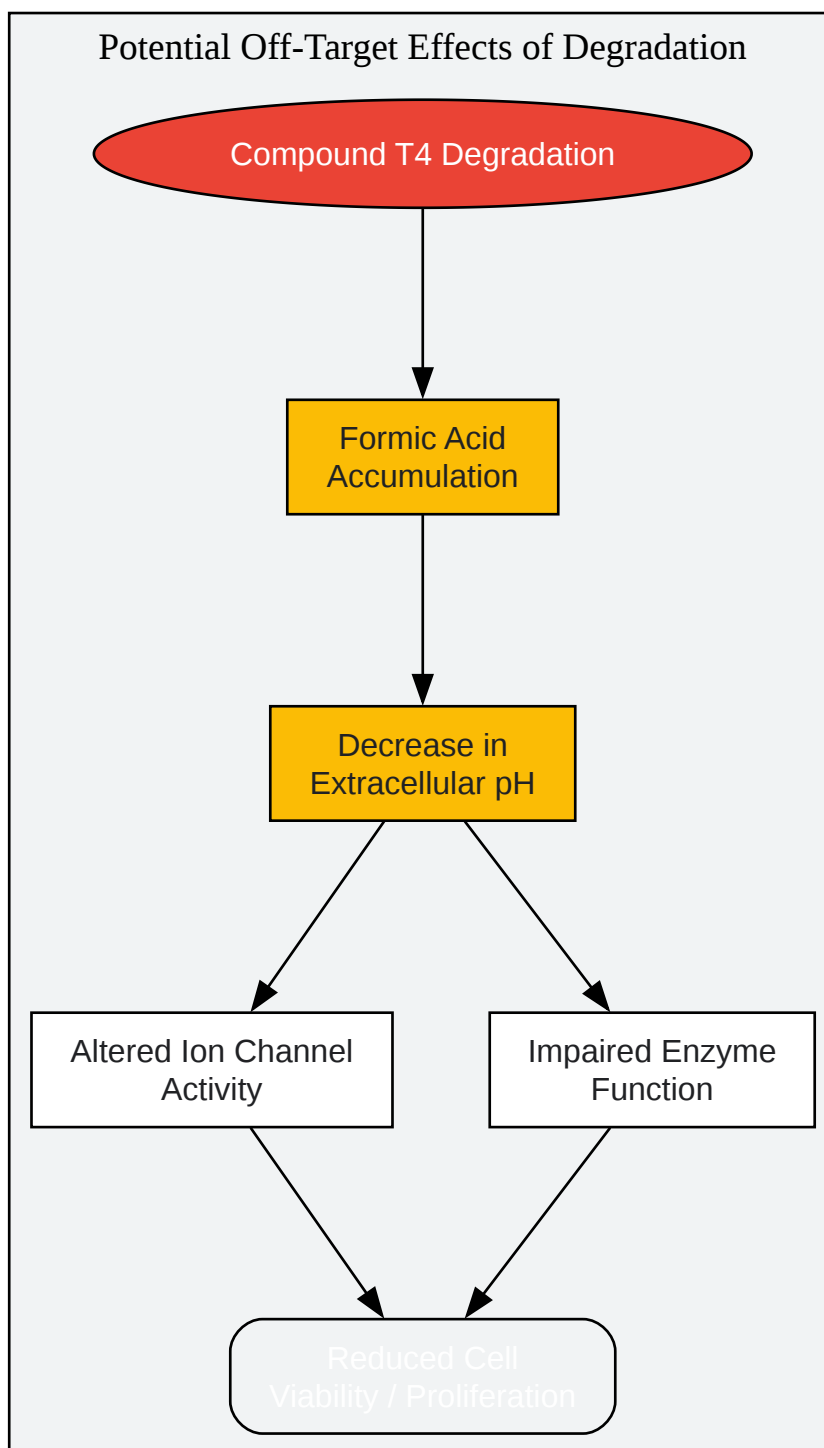 Potential Off-Target Effects of Degradation
Compound T4 Degradation
Formic Acid
Accumulation
Decrease in
Extracellular pH
Altered Ion Channel
Activity
Impaired Enzyme
Function
Reduced Cell
Viability / Proliferation